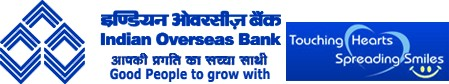 इण्डियन ओवरसीज़ बैंक
Indian Overseas Bank
आपकी प्रगति का सच्चा साथी
Good People to grow with
Touching Hearts
Spreading Smiles